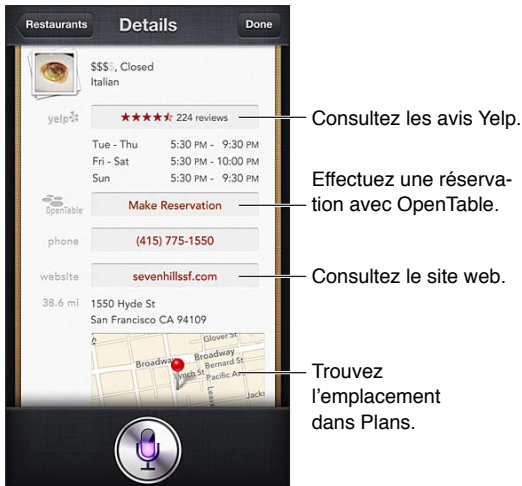 Restaurants
Details
Done
$$$$, Closed
Italian
yelp
224 reviews
Consultez les avis Yelp.
Tue - Thu 5:30 PM - 9:30 PM
Fri - Sat 5:30 PM - 10:00 PM
Sun 5:30 PM - 9:30 PM
OpenTable
Make Reservation
Effectuez une réserva-
tion avec OpenTable.
phone (415) 775-1550
website sevenhillssf.com
Consultez le site web.
38.6 mi 1550 Hyde St
San Francisco CA 94109
Glover St
Broadway
Broadway
Bernard St
Lynch St
Pacific Ave
Leave
Jacks
Trouvez
l'emplacement
dans Plans.